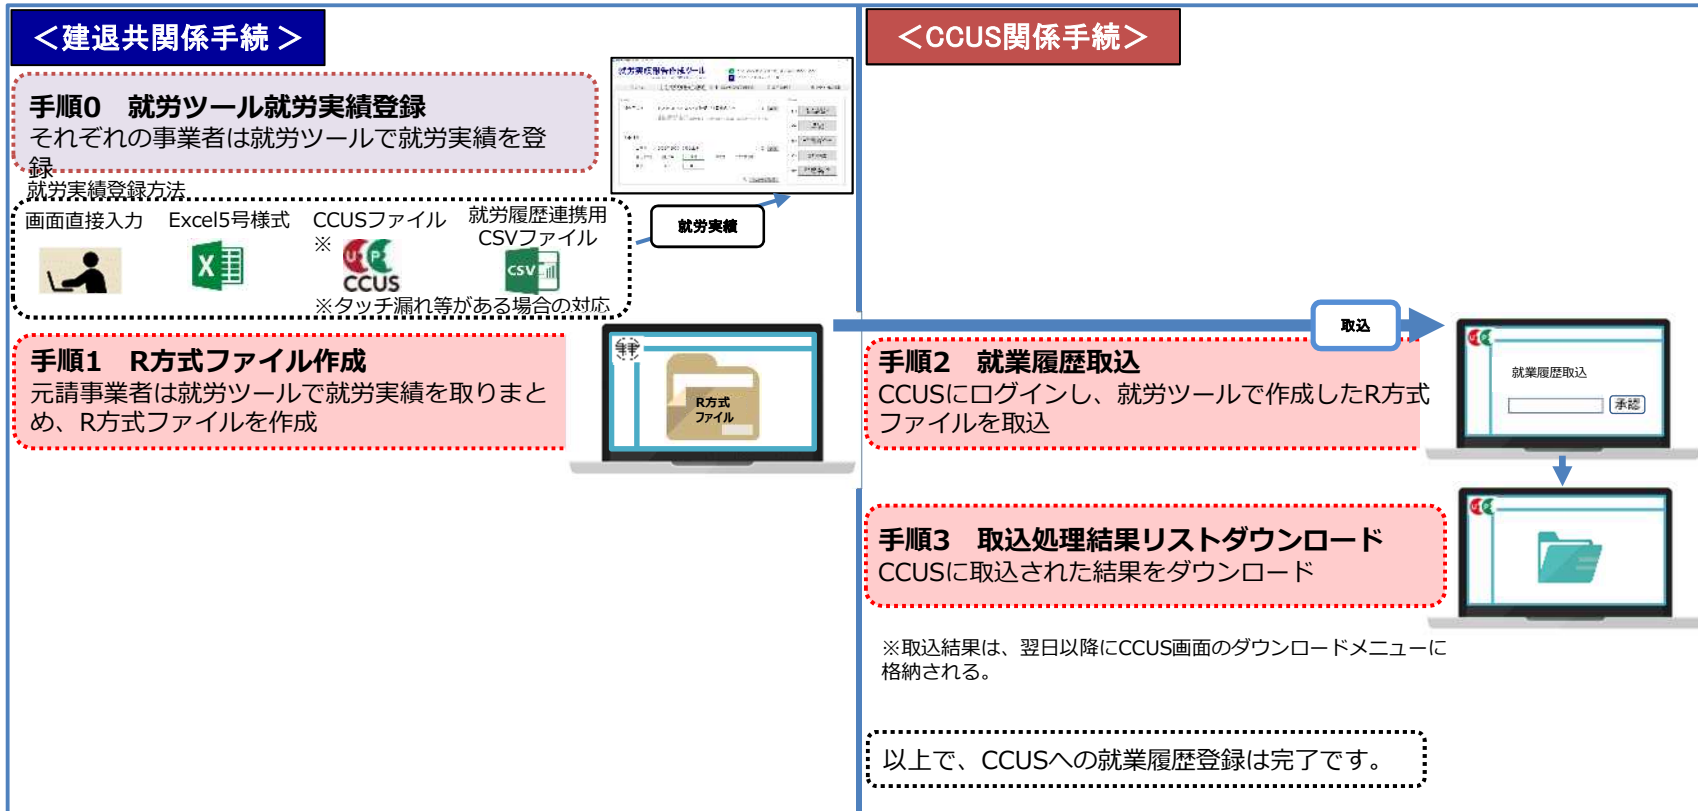 ＜建退共関係手続＞
手順0　就労ツール就労実績登録
それぞれの事業者は就労ツールで就労実績を登
録
就労実績報告作成ツール
就労実績登録方法
画面直接入力
Excel5号様式
CCUSファイル
※
CCUS
就労履歴連携用
CSVファイル
CSV
※タッチ漏れ等がある場合の対応
就労実績
手順1　R方式ファイル作成
元請事業者は就労ツールで就労実績を取りまと
め、R方式ファイルを作成
R方式
ファイル
＜CCUS関係手続＞
取込
手順2　就業履歴取込
CCUSにログインし、就労ツールで作成したR方式
ファイルを取込
就業履歴取込
承認
手順3　取込処理結果リストダウンロード
CCUSに取込された結果をダウンロード
※取込結果は、翌日以降にCCUS画面のダウンロードメニューに
格納される。
以上で、CCUSへの就業履歴登録は完了です。